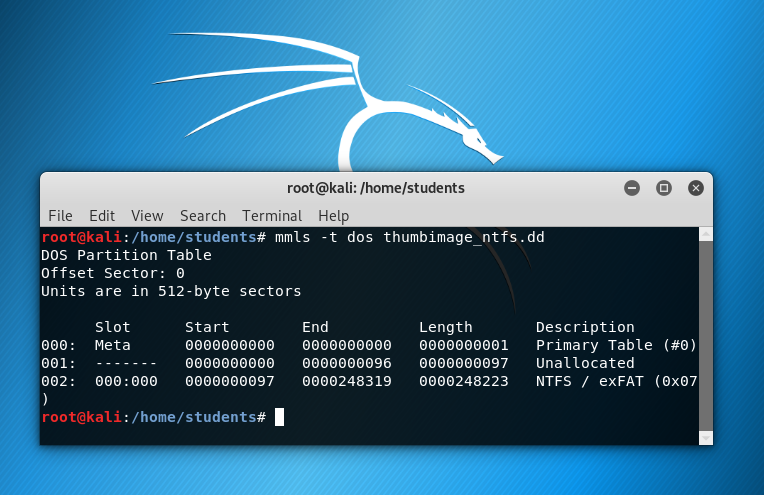 root@kali: /home/students
File Edit View Search Terminal Help
root@kali:/home/students# mmls -t dos thumbimage_ntfs.dd
DOS Partition Table
Offset Sector: 0
Units are in 512-byte sectors
Slot Start End Length Description
000: Meta 0000000000 0000000000 0000000001 Primary Table (#0)
001: ------- 0000000000 0000000096 0000000097 Unallocated
002: 000:000 0000000097 0000248319 0000248223 NTFS / exFAT (0x07
)
root@kali:/home/students#